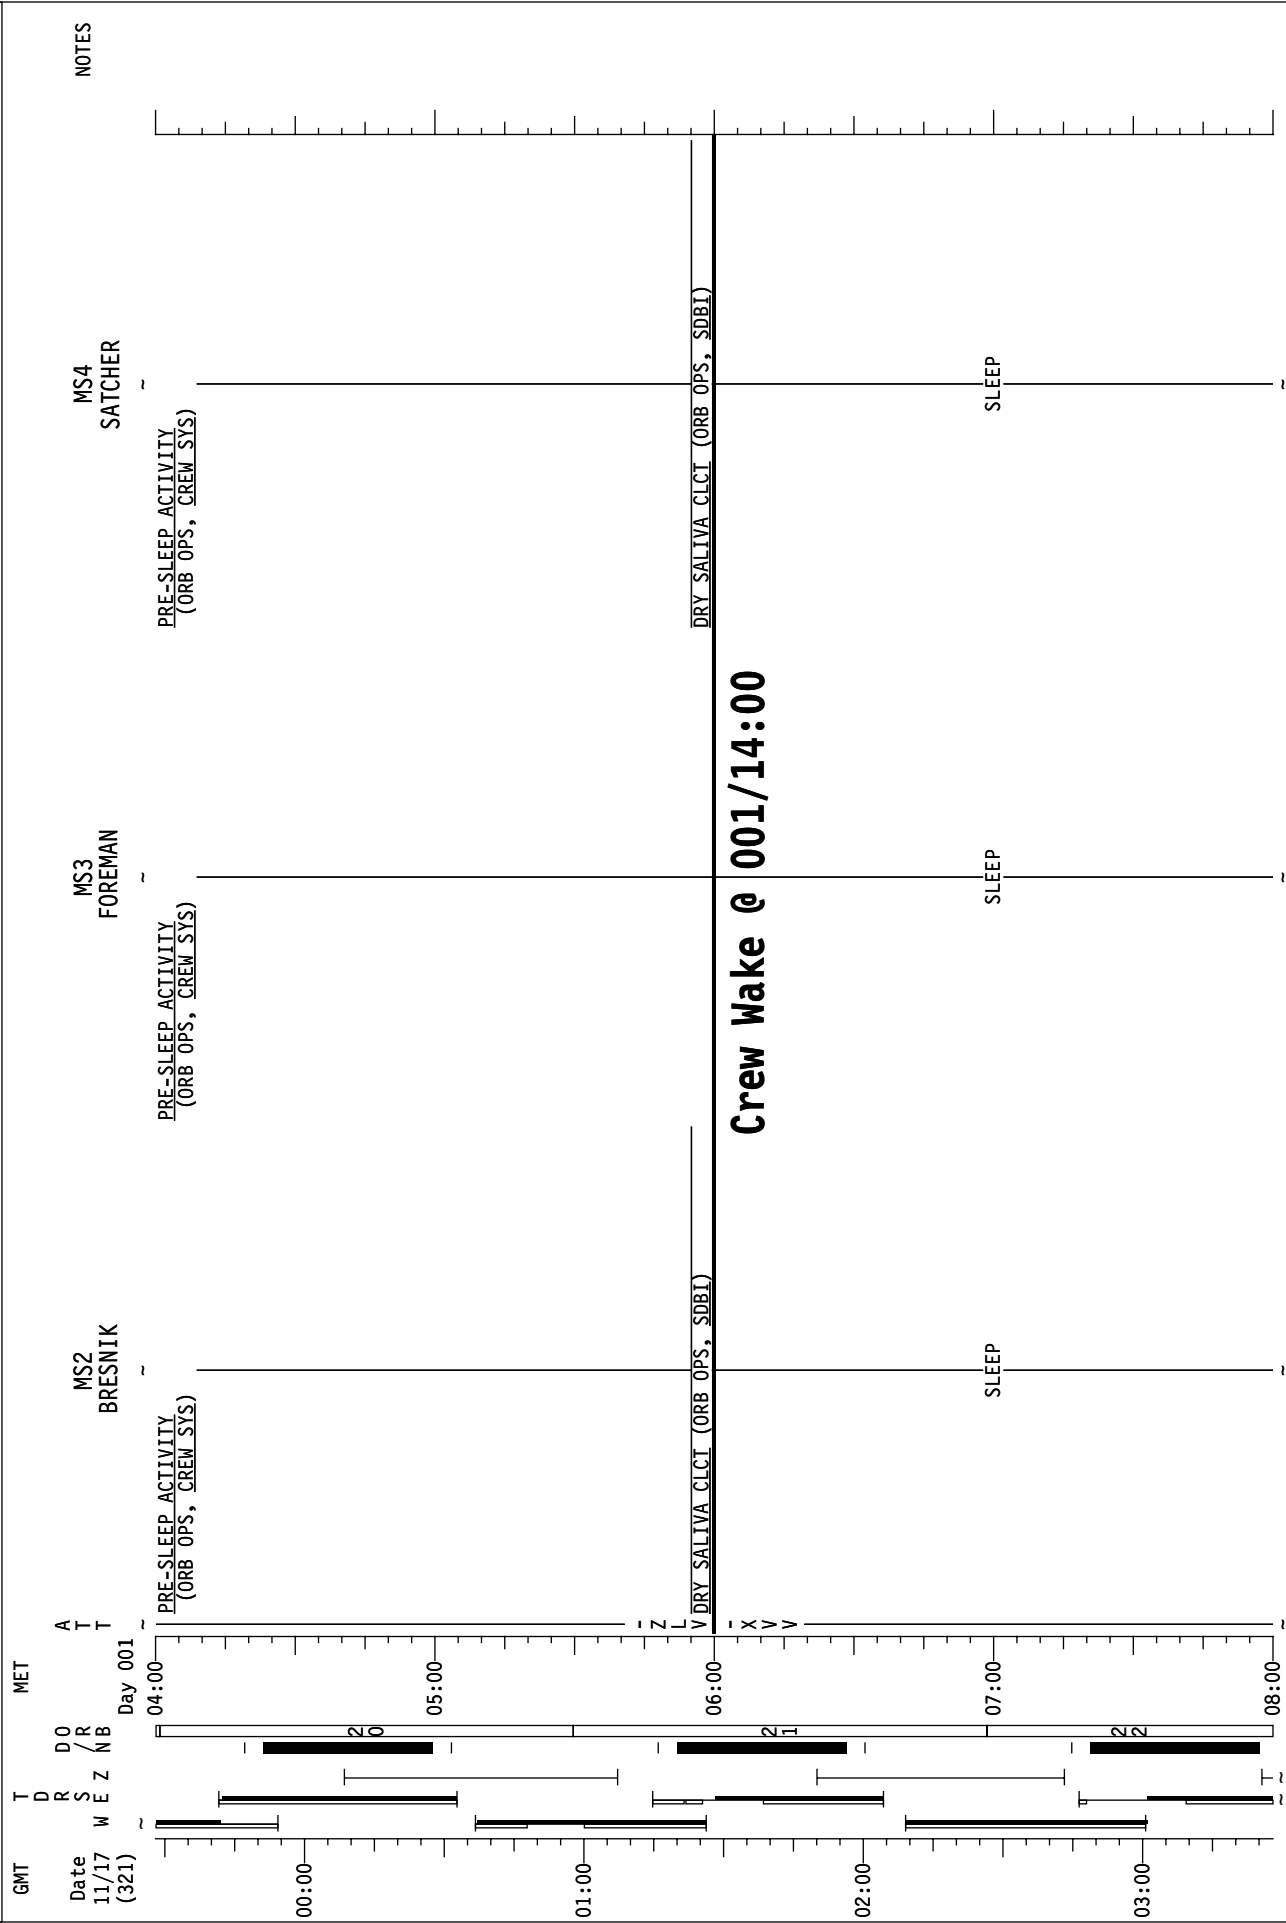 GMT
Date
11/17
(321)
T
D
R
S
W E Z
D O
/ R
N B
MET
Day 001
A
T
T
MS2
BRESNIK
MS3
FOREMAN
MS4
SATCHER
NOTES
~ ~ ~ ~ ~
04:00
PRE-SLEEP ACTIVITY
(ORB OPS, CREW SYS)
PRE-SLEEP ACTIVITY
(ORB OPS, CREW SYS)
PRE-SLEEP ACTIVITY
(ORB OPS, CREW SYS)
00:00
20
05:00
01:00
-ZLV
DRY SALIVA CLCT (ORB OPS, SDBI)
DRY SALIVA CLCT (ORB OPS, SDBI)
06:00
-XVV
Crew Wake @ 001/14:00
21
02:00
07:00
SLEEP
SLEEP
SLEEP
22
03:00
08:00
~ ~ ~ ~ ~ ~